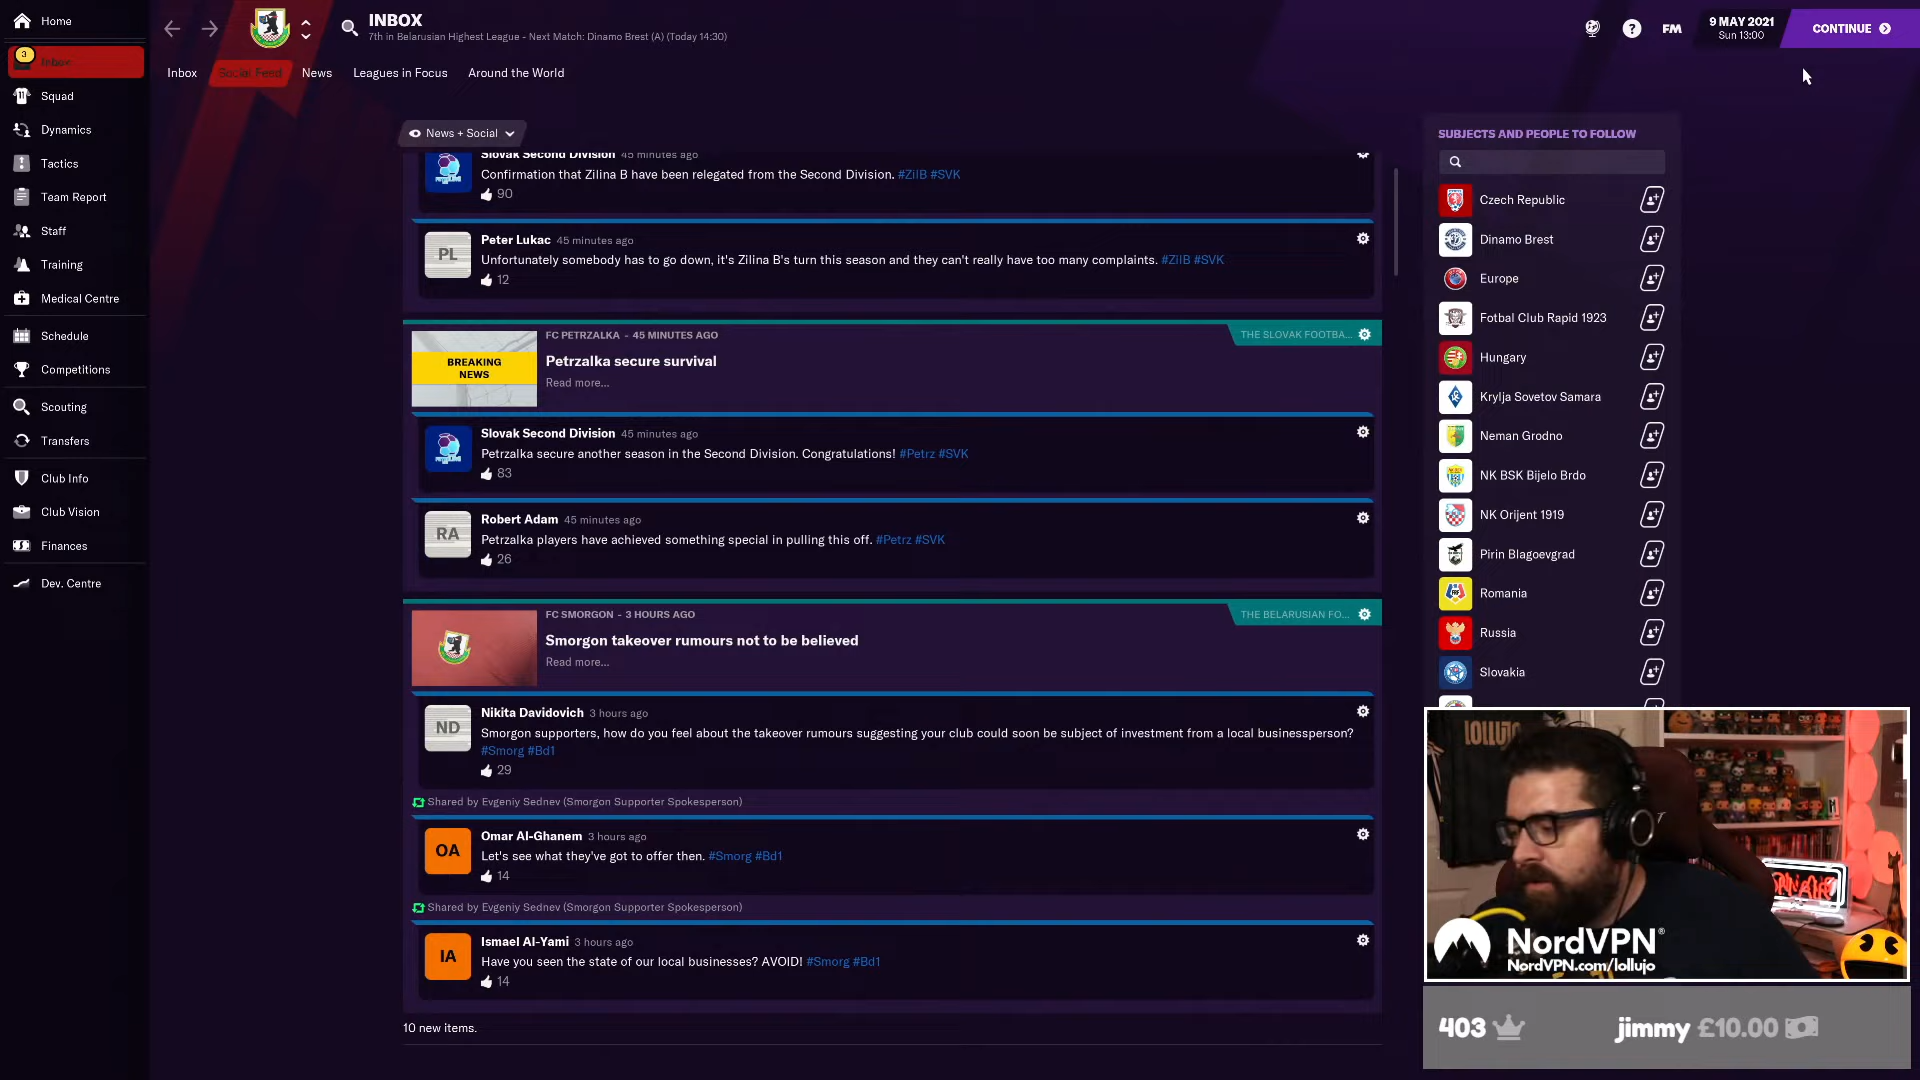 Home
INBOX
7th in Belarusian Highest League - Next Match: Dinamo Brest (A) (Today 14:30)
FM
9 MAY 2021
Sun 13:00
CONTINUE
3
Inbox
Squad
Dynamics
Tactics
Team Report
Staff
Training
Medical Centre
Schedule
Competitions
Scouting
Transfers
Club Info
Club Vision
Finances
Dev. Centre
Inbox
Social Feed
News
Leagues in Focus
Around the World
News + Social
Slovak Second Division 45 minutes ago
Confirmation that Zilina B have been relegated from the Second Division. #ZilB #SVK
90
PL
Peter Lukac 45 minutes ago
Unfortunately somebody has to go down, it's Zilina B's turn this season and they can't really have too many complaints. #ZilB #SVK
12
FC PETRZALKA - 45 MINUTES AGO
THE SLOVAK FOOTBA...
BREAKING
NEWS
Petrzalka secure survival
Read more...
Slovak Second Division 45 minutes ago
Petrzalka secure another season in the Second Division. Congratulations! #Petrz #SVK
83
RA
Robert Adam 45 minutes ago
Petrzalka players have achieved something special in pulling this off. #Petrz #SVK
26
FC SMORGON - 3 HOURS AGO
THE BELARUSIAN FO...
Smorgon takeover rumours not to be believed
Read more...
ND
Nikita Davidovich 3 hours ago
Smorgon supporters, how do you feel about the takeover rumours suggesting your club could soon be subject of investment from a local businessperson?
#Smorg #Bd1
29
Shared by Evgeniy Sednev (Smorgon Supporter Spokesperson)
OA
Omar Al-Ghanem 3 hours ago
Let's see what they've got to offer then. #Smorg #Bd1
14
Shared by Evgeniy Sednev (Smorgon Supporter Spokesperson)
IA
Ismael Al-Yami 3 hours ago
Have you seen the state of our local businesses? AVOID! #Smorg #Bd1
14
10 new items.
SUBJECTS AND PEOPLE TO FOLLOW
Czech Republic
Dinamo Brest
Europe
Fotbal Club Rapid 1923
Hungary
Krylja Sovetov Samara
Neman Grodno
NK BSK Bijelo Brdo
NK Orijent 1919
Pirin Blagoevgrad
Romania
Russia
Slovakia
LOLLUJO
NordVPN®
NordVPN.com/lollujo
403
jimmy £10.00